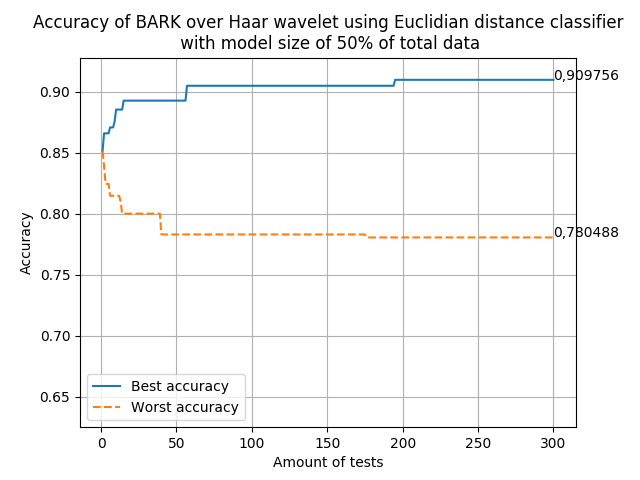 Accuracy of BARK over Haar wavelet using Euclidian distance classifier
with model size of 50% of total data
0,909756
0.90
0.85
0.80
0,780488
0.75
0.70
0.65
Accuracy
Best accuracy
Worst accuracy
0 50 100 150 200 250 300
Amount of tests